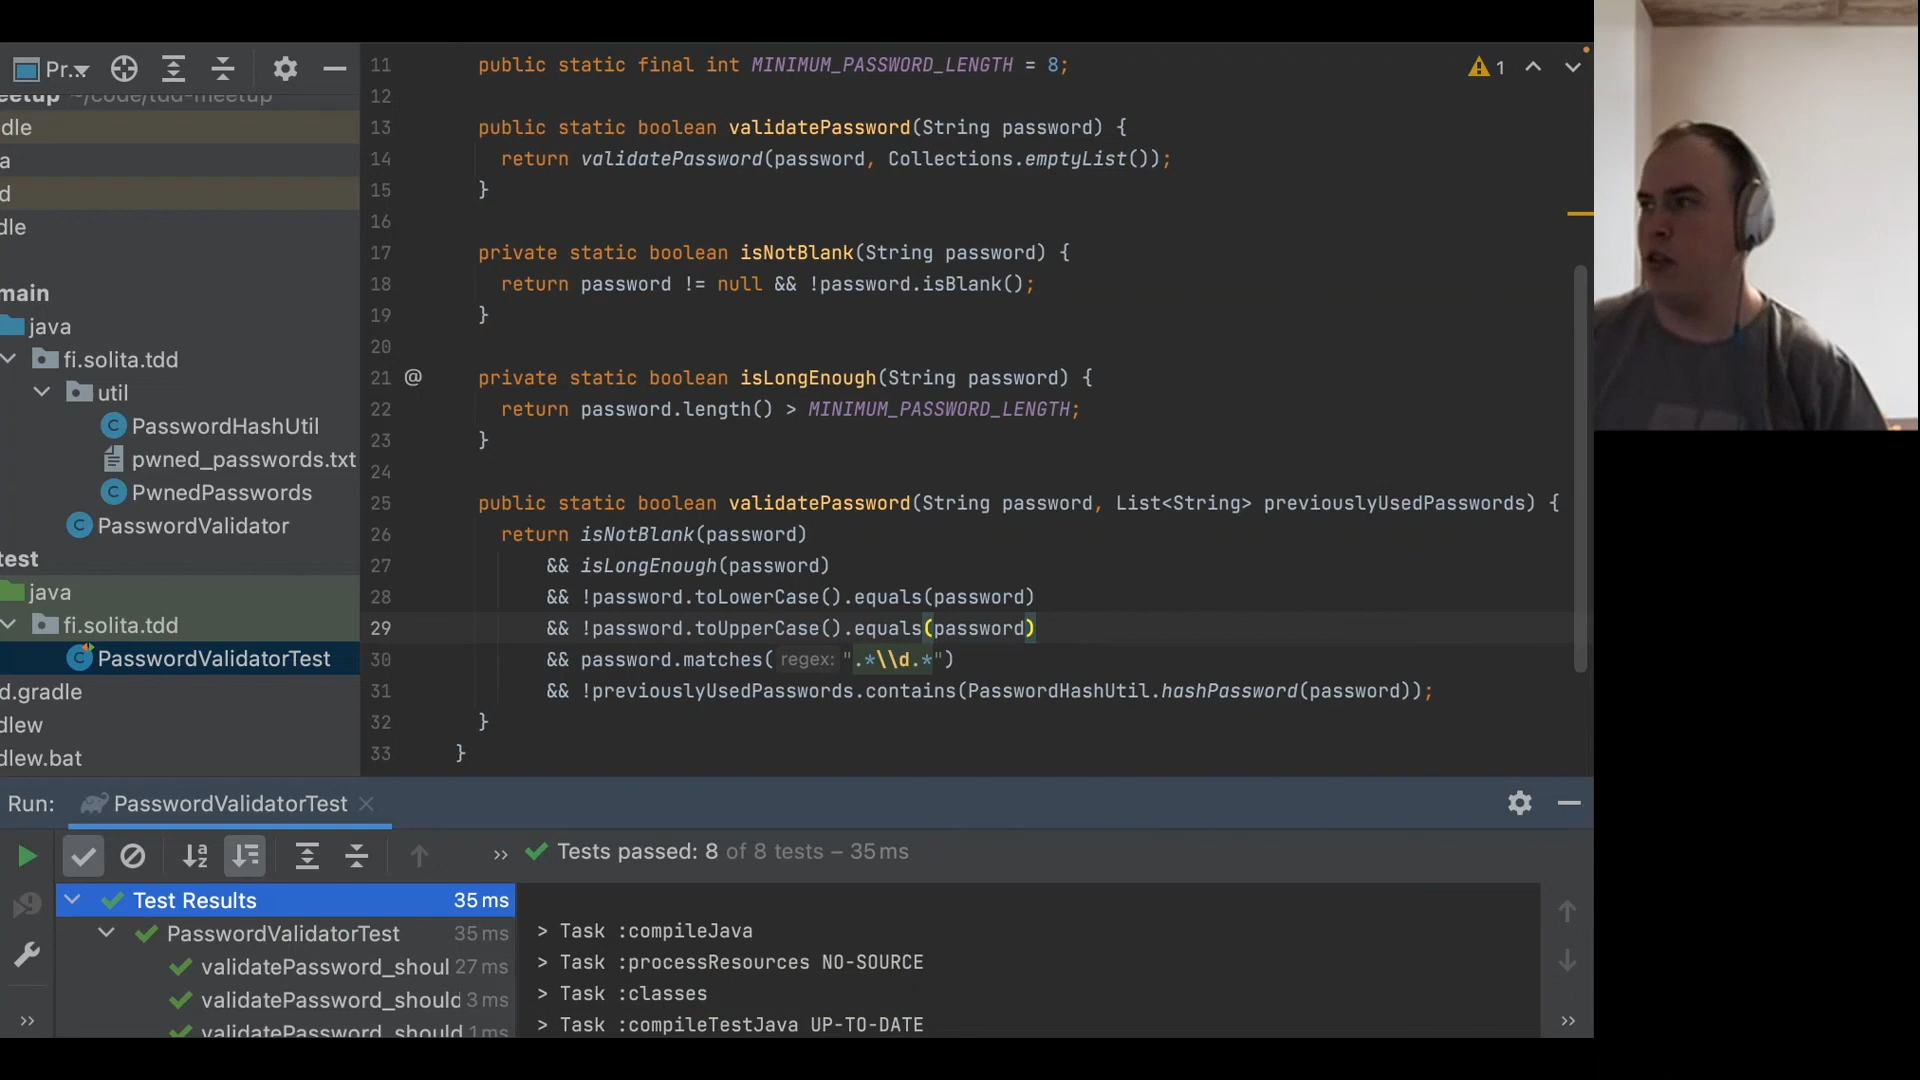 Pr...
eetup ~/code/tdd-meetup
dle
a
d
dle
main
java
fi.solita.tdd
util
PasswordHashUtil
pwned_passwords.txt
PwnedPasswords
PasswordValidator
test
java
fi.solita.tdd
PasswordValidatorTest
d.gradle
dlew
dlew.bat
1
11 public static final int MINIMUM_PASSWORD_LENGTH = 8;
12
13 public static boolean validatePassword(String password) {
14 return validatePassword(password, Collections.emptyList());
15 }
16
17 private static boolean isNotBlank(String password) {
18 return password != null && !password.isBlank();
19 }
20
21 @ private static boolean isLongEnough(String password) {
22 return password.length() > MINIMUM_PASSWORD_LENGTH;
23 }
24
25 public static boolean validatePassword(String password, List<String> previouslyUsedPasswords) {
26 return isNotBlank(password)
27 && isLongEnough(password)
28 && !password.toLowerCase().equals(password)
29 && !password.toUpperCase().equals(password)
30 && password.matches( regex: ".*\\d.*")
31 && !previouslyUsedPasswords.contains(PasswordHashUtil.hashPassword(password));
32 }
33 }
Run: PasswordValidatorTest
Tests passed: 8 of 8 tests – 35 ms
Test Results 35 ms
PasswordValidatorTest 35 ms
validatePassword_shoul 27 ms
validatePassword_should 3 ms
validatePassword_should 1 ms
> Task :compileJava
> Task :processResources NO-SOURCE
> Task :classes
> Task :compileTestJava UP-TO-DATE